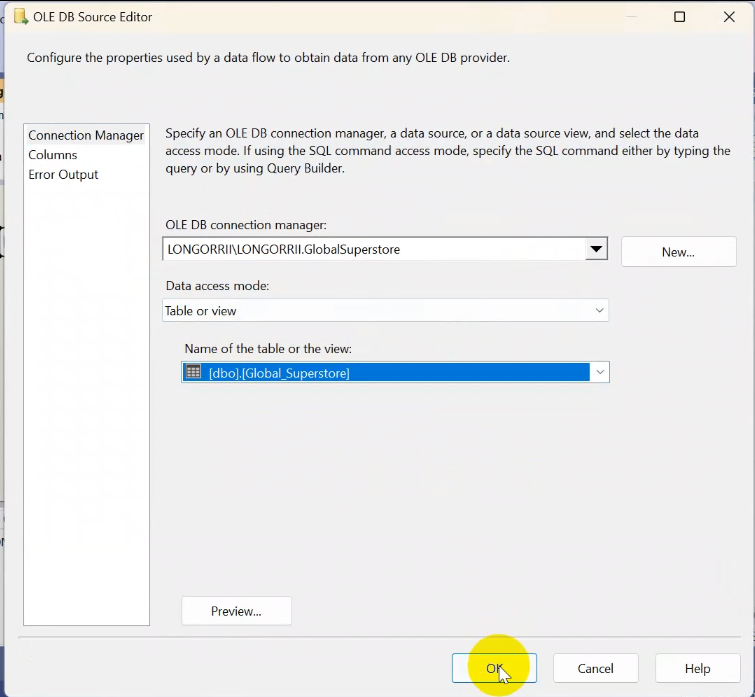 OLE DB Source Editor
Configure the properties used by a data flow to obtain data from any OLE DB provider.
Connection Manager
Columns
Error Output
Specify an OLE DB connection manager, a data source, or a data source view, and select the data
access mode. If using the SQL command access mode, specify the SQL command either by typing the
query or by using Query Builder.
OLE DB connection manager:
LONGORRII\LONGORRII.GlobalSuperstore
New...
Data access mode:
Table or view
Name of the table or the view:
[dbo].[Global_Superstore]
Preview...
OK
Cancel
Help